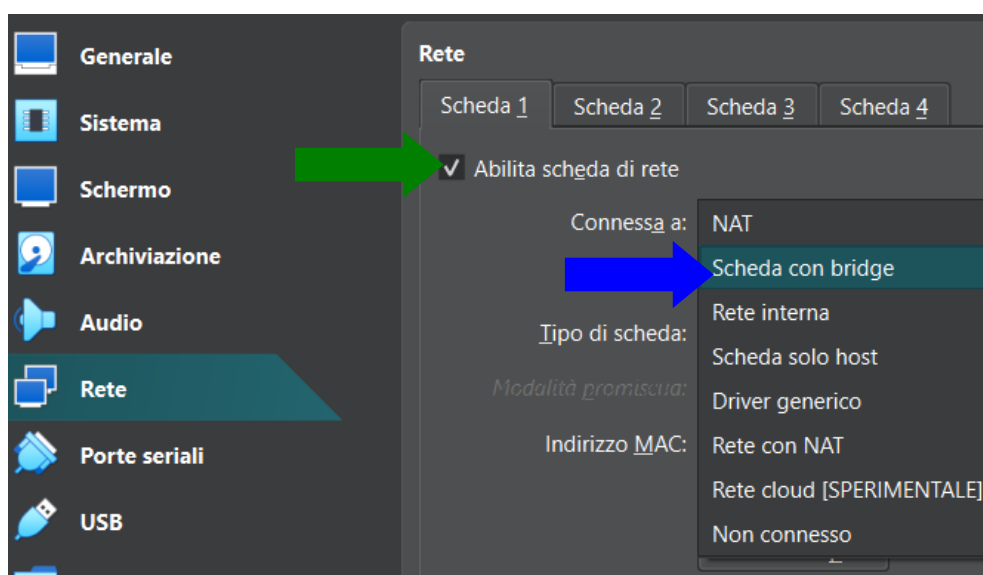 Generale
Sistema
Schermo
Archiviazione
Audio
Rete
Porte seriali
USB
Rete
Scheda 1 Scheda 2 Scheda 3 Scheda 4
Abilita scheda di rete
Connessa a:
NAT
Scheda con bridge
Rete interna
Scheda solo host
Driver generico
Rete con NAT
Rete cloud [SPERIMENTALE]
Non connesso
Tipo di scheda:
Modalità promiscua:
Indirizzo MAC: